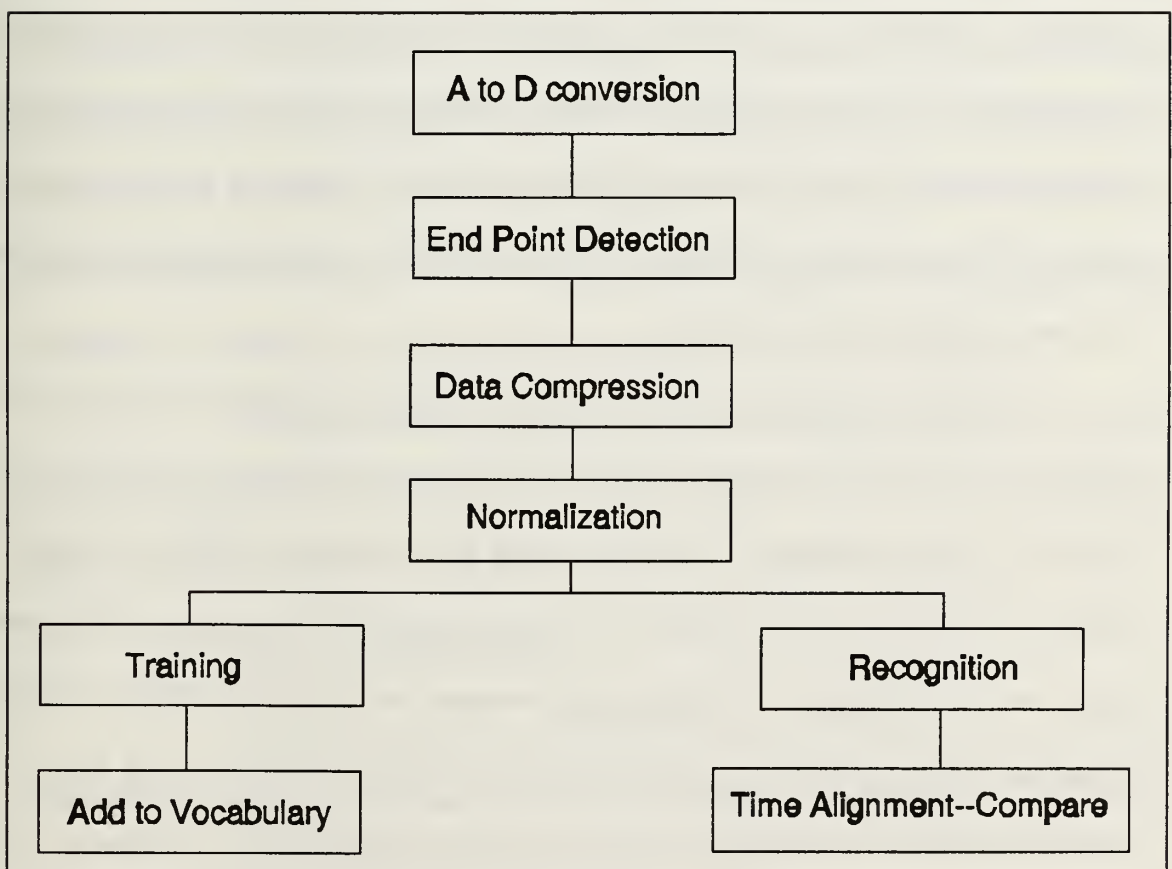 A to D conversion
End Point Detection
Data Compression
Normalization
Training
Recognition
Add to Vocabulary
Time Alignment--Compare